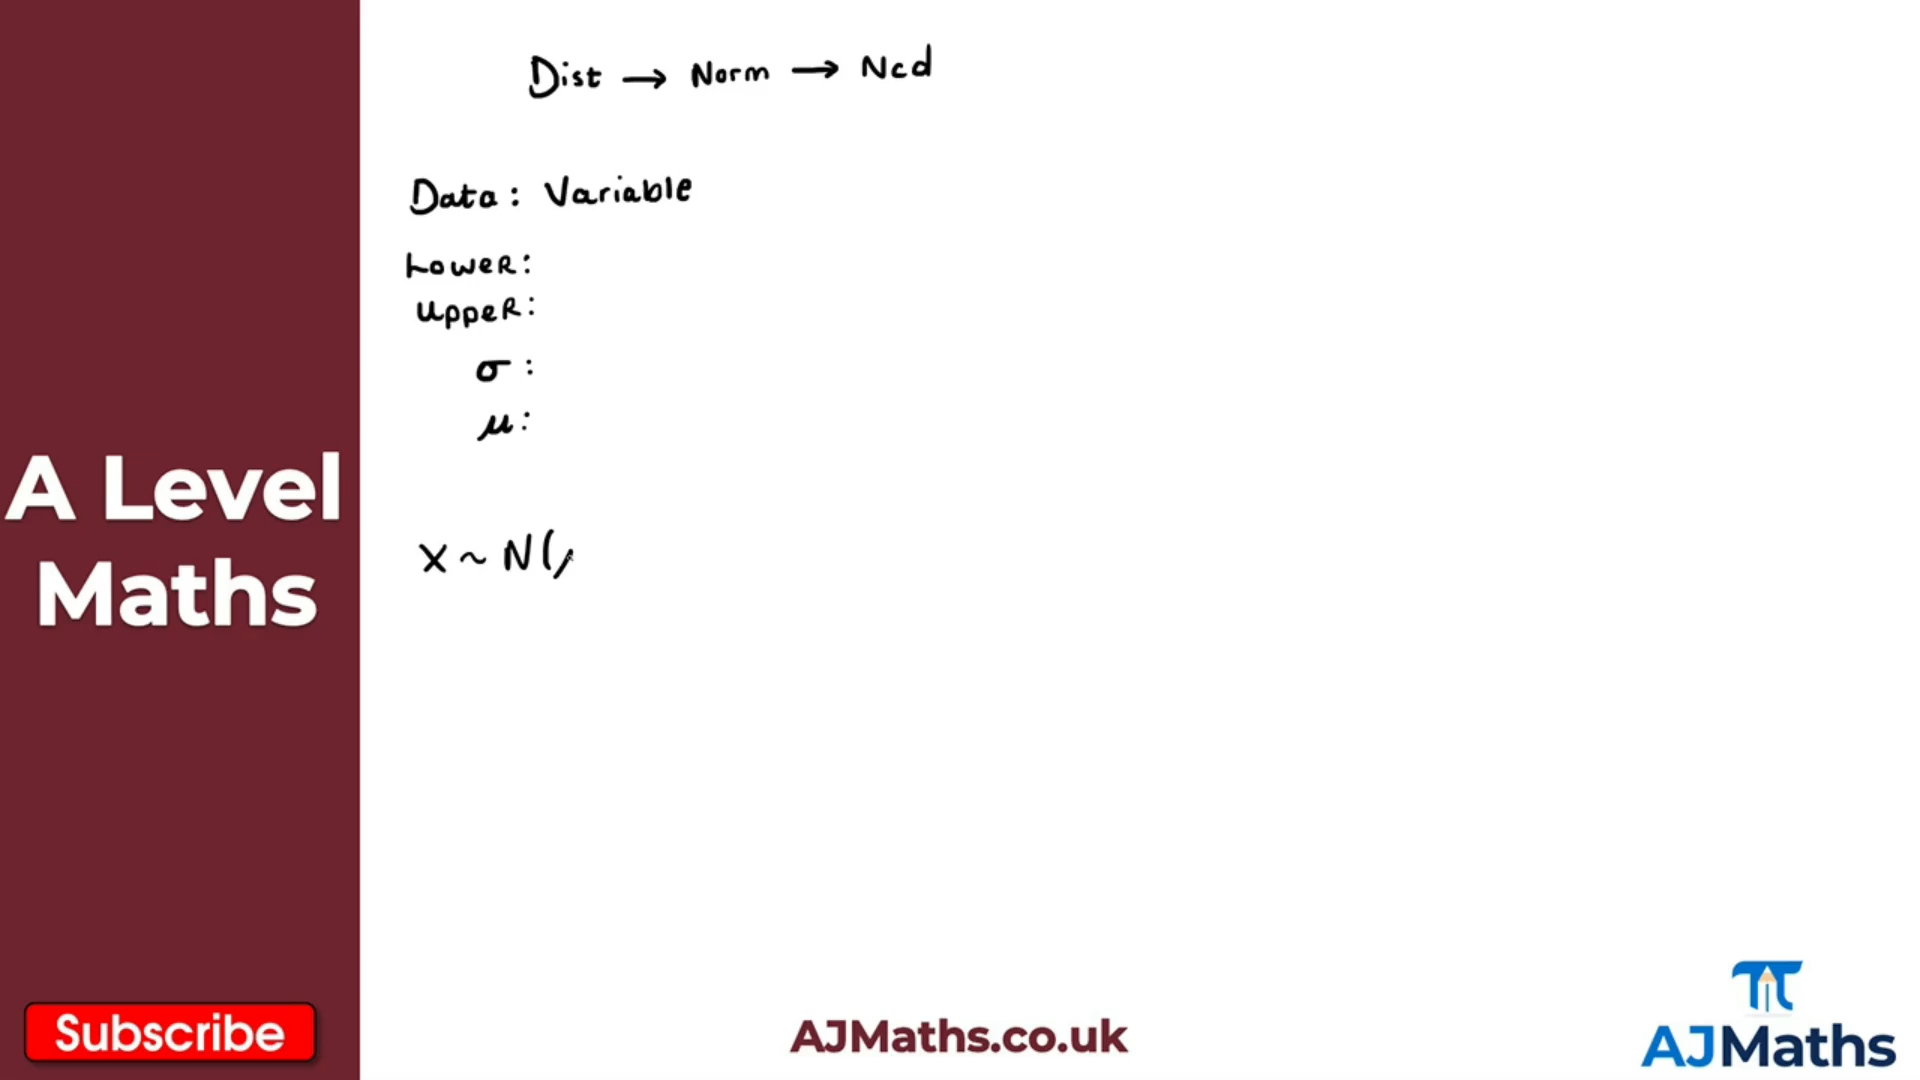 Dist → Norm → Ncd
Data: Variable
Lower:
Upper:
σ:
μ:
X ~ N(
A Level
Maths
Subscribe
AJMaths.co.uk
AJMaths